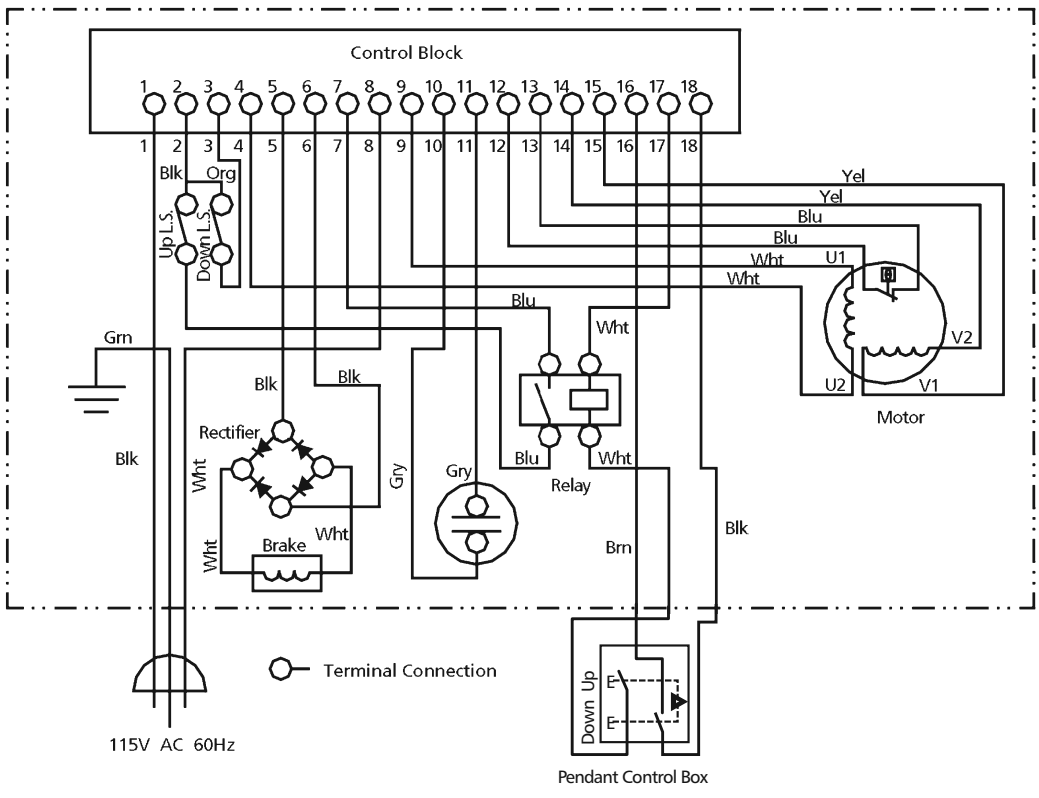 Control Block
1 2 3 4 5 6 7 8 9 10 11 12 13 14 15 16 17 18
1 2 3 4 5 6 7 8 9 10 11 12 13 14 15 16 17 18
Blk Org
Yel
Yel
Blu
Blu
Up L.S.
Down L.S.
Wht U1
Wht
Blu
Wht
Grn
V2
Blk Blk
U2 V1
Motor
Rectifier
Blk
Wht
Gry
Gry
Blu
Wht
Relay
Wht
Wht
Brake
Brn
Blk
Terminal Connection
Down Up
E
E
115V AC 60Hz
Pendant Control Box